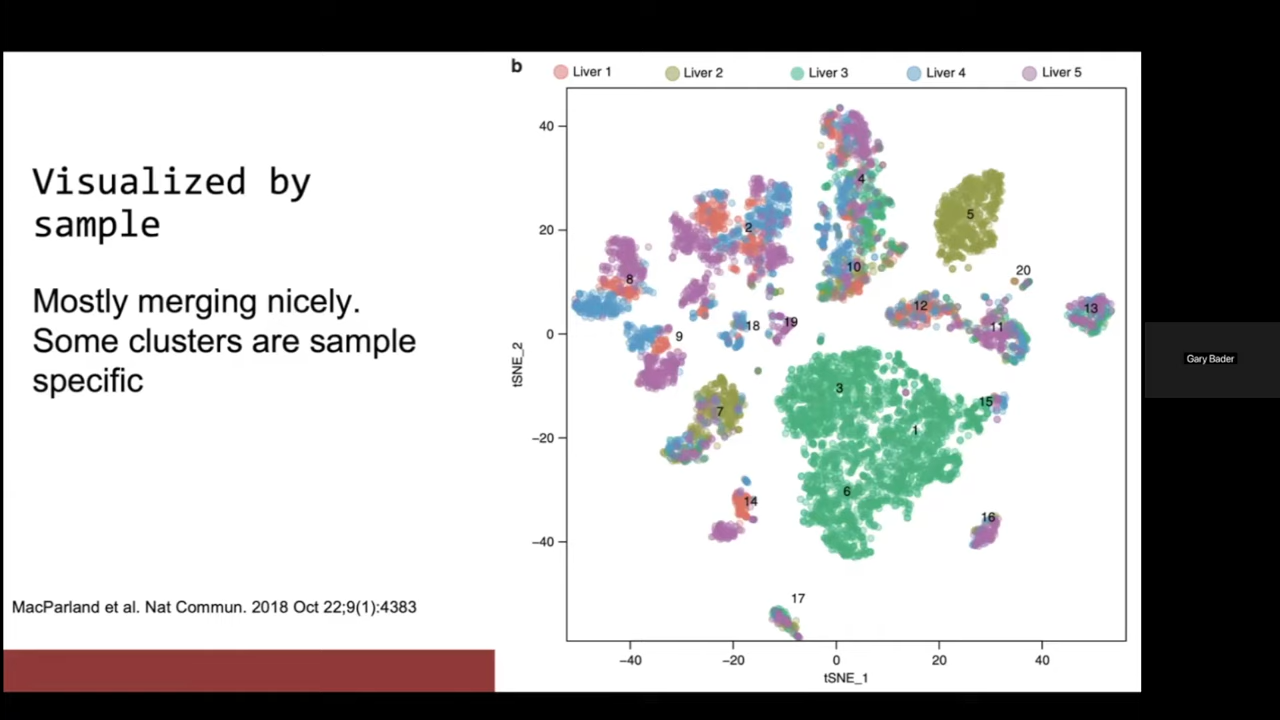 Visualized by
sample
Mostly merging nicely.
Some clusters are sample
specific
MacParland et al. Nat Commun. 2018 Oct 22;9(1):4383
b
Liver 1
Liver 2
Liver 3
Liver 4
Liver 5
tSNE_2
40
20
0
−20
−40
4
5
2
10
8
20
12
13
11
18
19
9
3
15
7
1
6
14
16
17
−40
−20
0
20
40
tSNE_1
Gary Bader